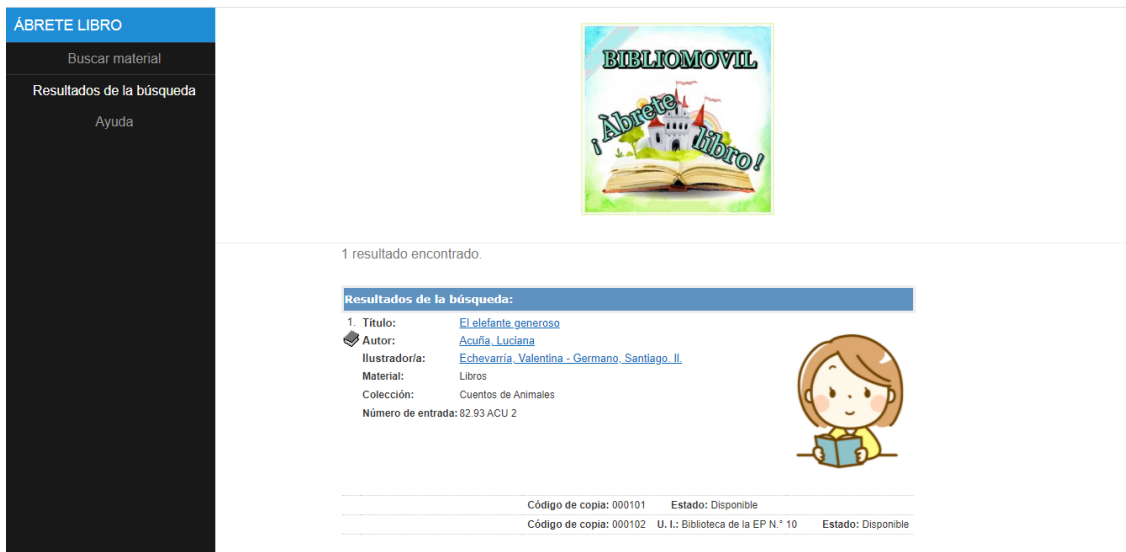 ÁBRETE LIBRO
Buscar material
Resultados de la búsqueda
Ayuda
BIBLIOMOVIL
¡Àbrete
libro!
1 resultado encontrado.
Resultados de la búsqueda:
1. Título: El elefante generoso
Autor: Acuña, Luciana
Ilustrador/a: Echevarría, Valentina - Germano, Santiago. Il.
Material: Libros
Colección: Cuentos de Animales
Número de entrada: 82.93 ACU 2
Código de copia: 000101 Estado: Disponible
Código de copia: 000102 U. I.: Biblioteca de la EP N.° 10 Estado: Disponible